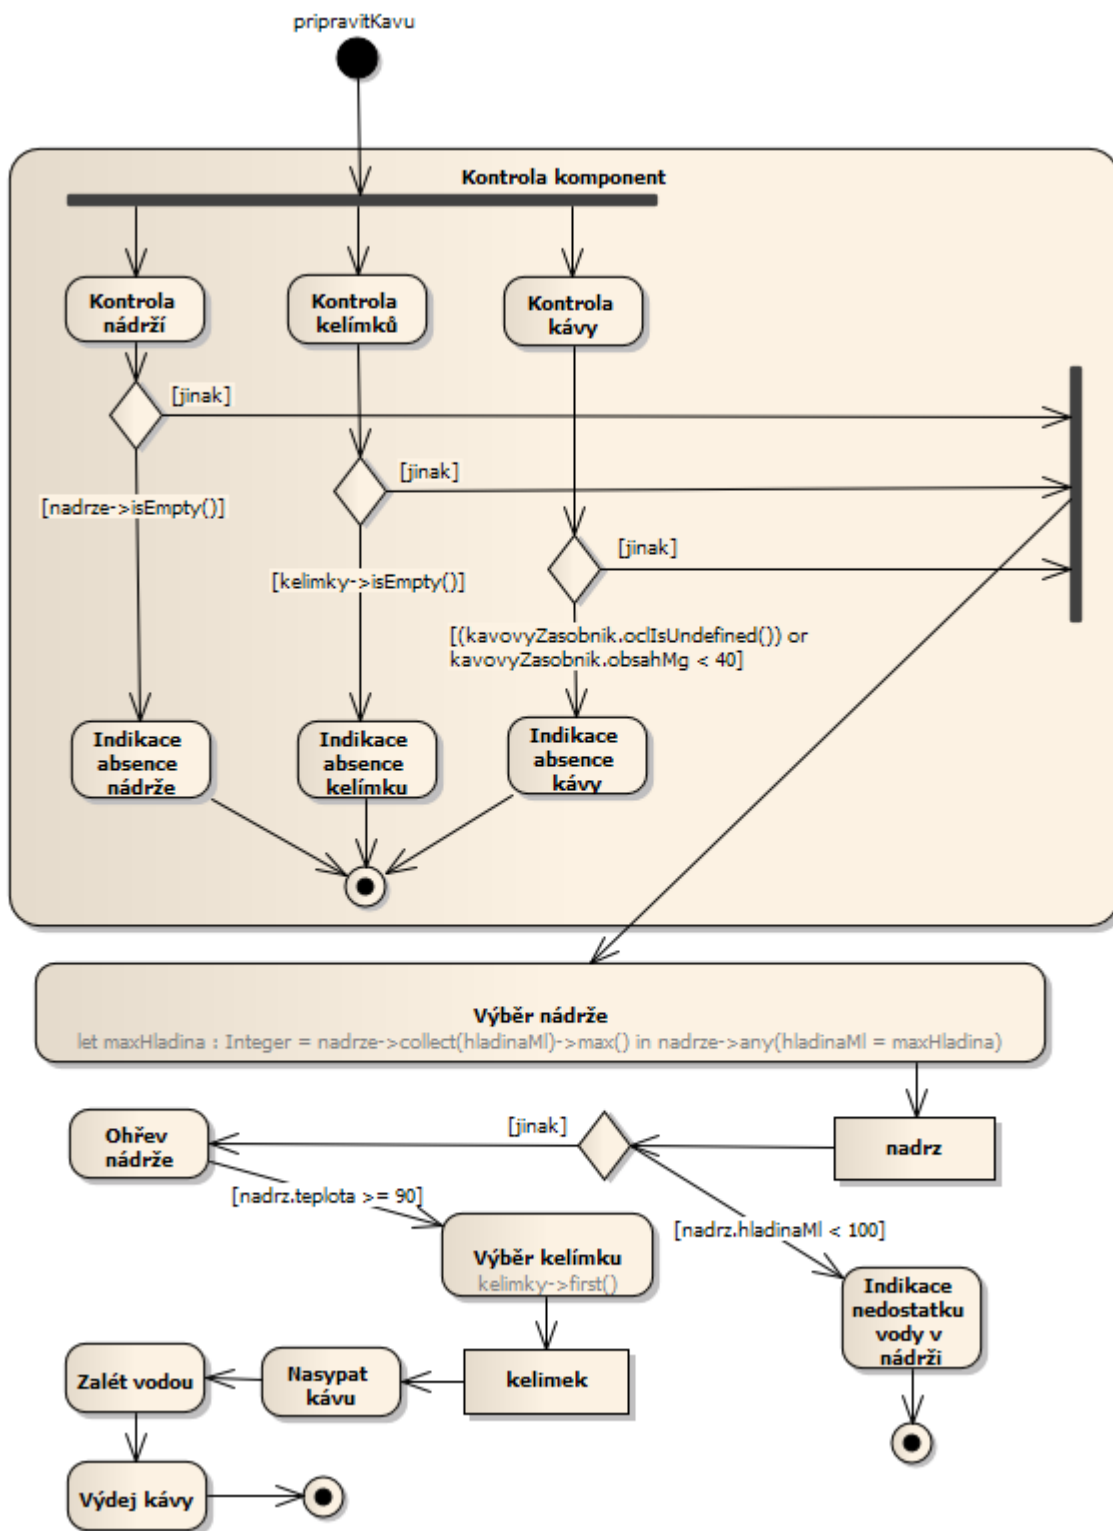 pripravitKavu
Kontrola komponent
Kontrola
nádrží
Kontrola
kelímků
Kontrola
kávy
[jinak]
[jinak]
[nadrze->isEmpty()]
[jinak]
[kelimky->isEmpty()]
[(kavovyZasobnik.oclIsUndefined()) or
kavovyZasobnik.obsahMg < 40]
Indikace
absence
nádrže
Indikace
absence
kelímku
Indikace
absence
kávy
Výběr nádrže
let maxHladina : Integer = nadrze->collect(hladinaMl)->max() in nadrze->any(hladinaMl = maxHladina)
Ohřev
nádrže
[jinak]
nadrz
[nadrz.teplota >= 90]
[nadrz.hladinaMl < 100]
Výběr kelímku
kelimky->first()
Indikace
nedostatku
vody v
nádrži
Zalét vodou
Nasypat
kávu
kelimek
Výdej kávy